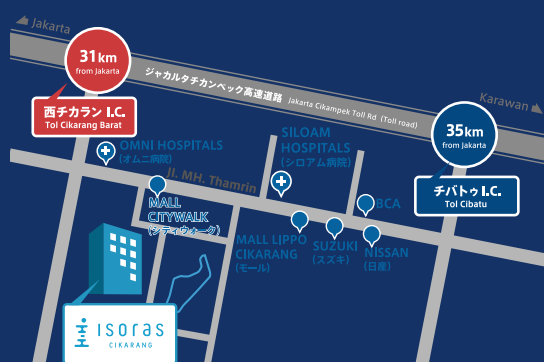 Jakarta
31km
from Jakarta
西チカラン I.C.
Tol Cikarang Barat
ジャカルタチカンペック高速道路 Jakarta Cikampek Toll Rd (Toll road)
Karawan
35km
from Jakarta
チバトゥ I.C.
Tol Cibatu
OMNI HOSPITALS
(オムニ病院)
SILOAM
HOSPITALS
(シロアム病院)
Jl. MH. Thamrin
MALL
CITYWALK
(シティウォーク)
BCA
MALL LIPPO
CIKARANG
(モール)
SUZUKI
(スズキ)
NISSAN
(日産)
isoras
CIKARANG